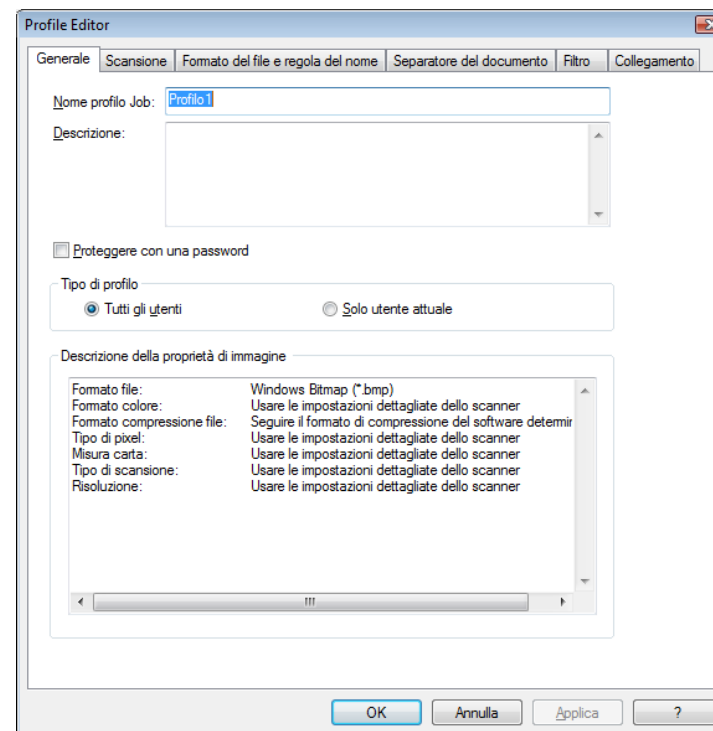 Profile Editor
Generale Scansione Formato del file e regola del nome Separatore del documento Filtro Collegamento
Nome profilo Job: Profilo1
Descrizione:
Proteggere con una password
Tipo di profilo
Tutti gli utenti Solo utente attuale
Descrizione della proprietà di immagine
Formato file: Windows Bitmap (*.bmp)
Formato colore: Usare le impostazioni dettagliate dello scanner
Formato compressione file: Seguire il formato di compressione del software determir
Tipo di pixel: Usare le impostazioni dettagliate dello scanner
Misura carta: Usare le impostazioni dettagliate dello scanner
Tipo di scansione: Usare le impostazioni dettagliate dello scanner
Risoluzione: Usare le impostazioni dettagliate dello scanner
OK Annulla Applica ?